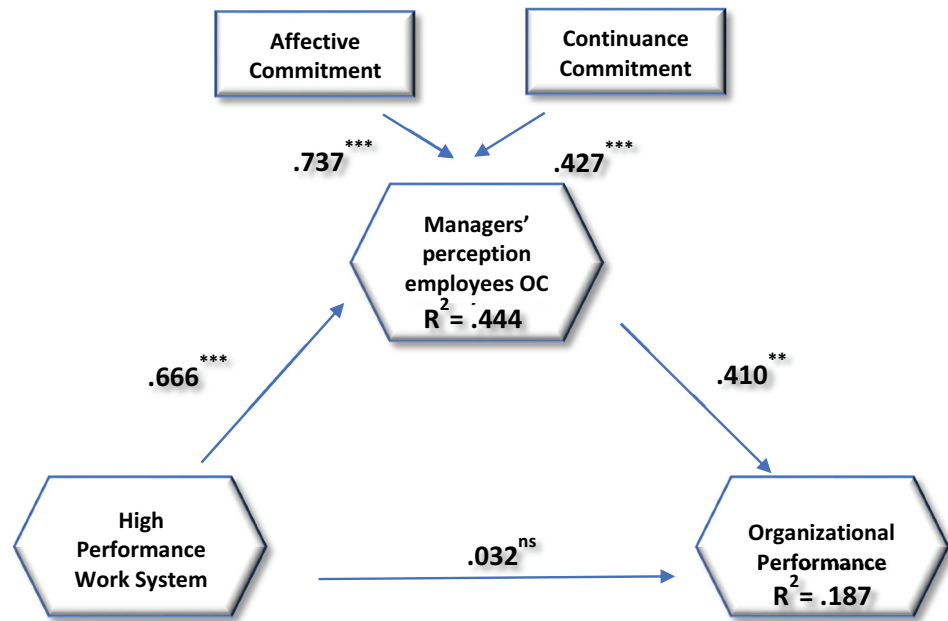 Affective
Commitment
Continuance
Commitment
.737***
.427***
Managers’
perception
employees OC
R²= .444
.666***
.410**
High
Performance
Work System
.032ns
Organizational
Performance
R²= .187